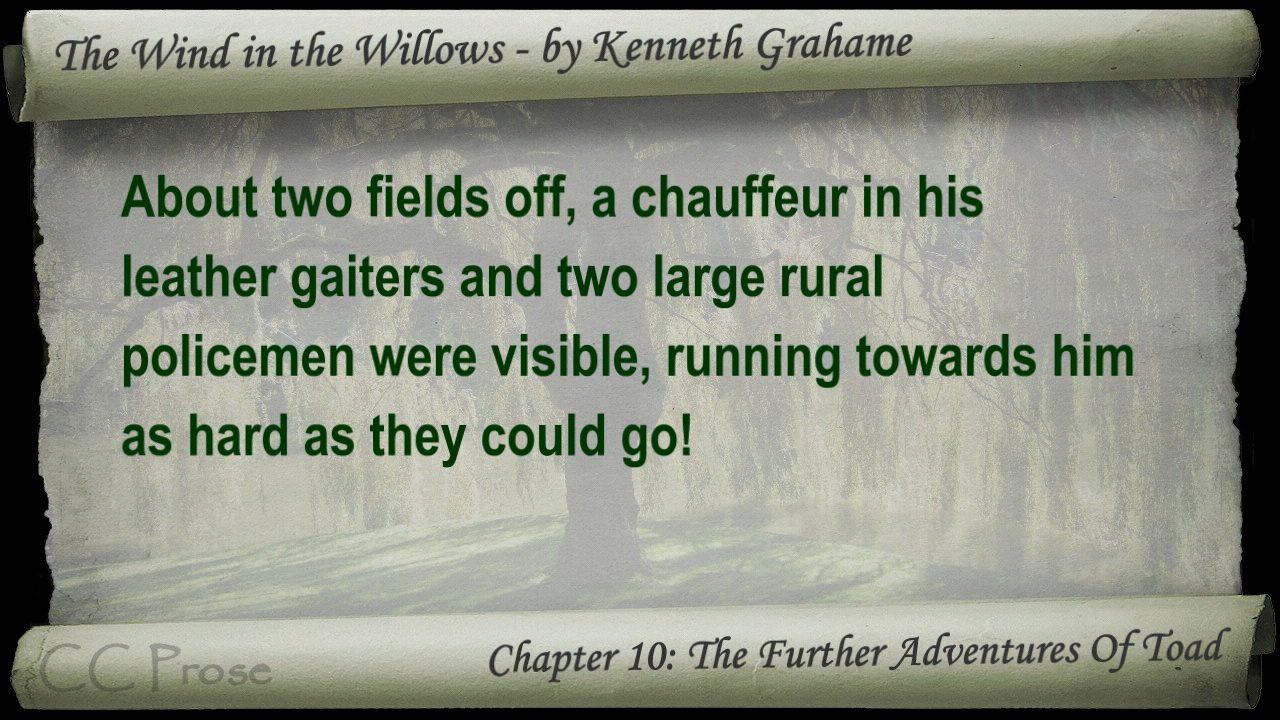 The Wind in the Willows - by Kenneth Grahame
About two fields off, a chauffeur in his
leather gaiters and two large rural
policemen were visible, running towards him
as hard as they could go!
CC Prose
Chapter 10: The Further Adventures Of Toad